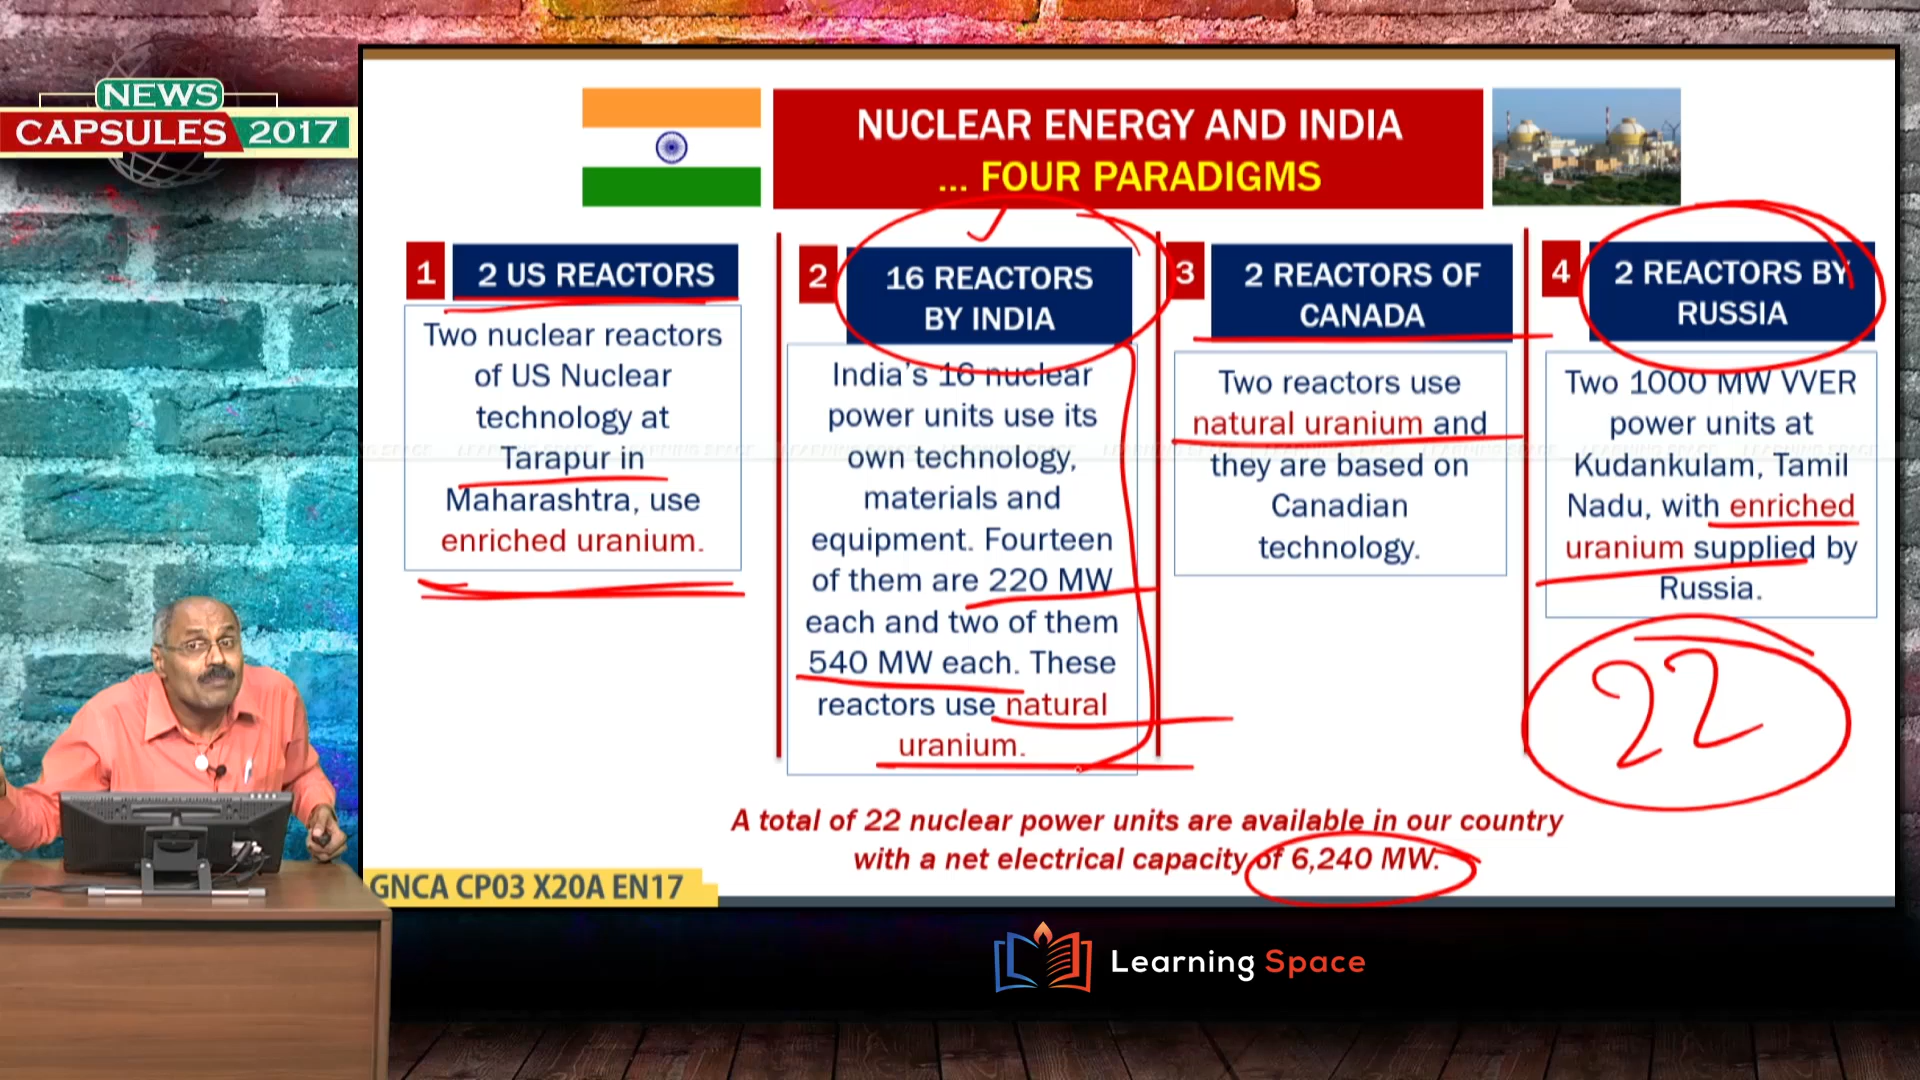 NEWS
CAPSULES 2017
NUCLEAR ENERGY AND INDIA
... FOUR PARADIGMS
1
2 US REACTORS
Two nuclear reactors
of US Nuclear
technology at
Tarapur in
Maharashtra, use
enriched uranium.
2
16 REACTORS
BY INDIA
India's 16 nuclear
power units use its
own technology,
materials and
equipment. Fourteen
of them are 220 MW
each and two of them
540 MW each. These
reactors use natural
uranium.
3
2 REACTORS OF
CANADA
Two reactors use
natural uranium and
they are based on
Canadian
technology.
4
2 REACTORS BY
RUSSIA
Two 1000 MW VVER
power units at
Kudankulam, Tamil
Nadu, with enriched
uranium supplied by
Russia.
22
A total of 22 nuclear power units are available in our country
with a net electrical capacity of 6,240 MW.
GNCA CP03 X20A EN17
Learning Space